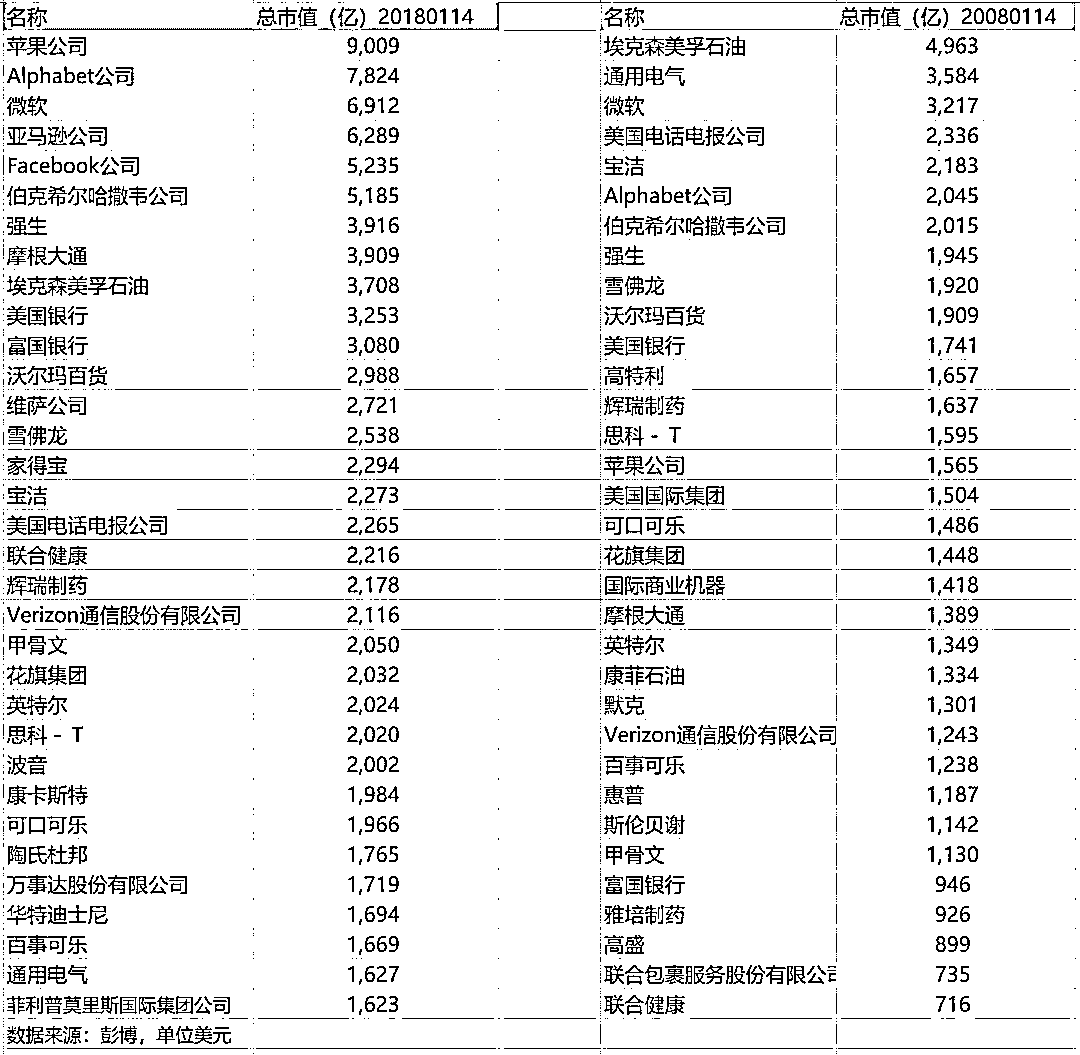 名称 总市值（亿）20180114 名称 总市值（亿）20080114
苹果公司 9,009 埃克森美孚石油 4,963
Alphabet公司 7,824 通用电气 3,584
微软 6,912 微软 3,217
亚马逊公司 6,289 美国电话电报公司 2,336
Facebook公司 5,235 宝洁 2,183
伯克希尔哈撒韦公司 5,185 Alphabet公司 2,045
强生 3,916 伯克希尔哈撒韦公司 2,015
摩根大通 3,909 强生 1,945
埃克森美孚石油 3,708 雪佛龙 1,920
美国银行 3,253 沃尔玛百货 1,909
富国银行 3,080 美国银行 1,741
沃尔玛百货 2,988 高特利 1,657
维萨公司 2,721 辉瑞制药 1,637
雪佛龙 2,538 思科 - T 1,595
家得宝 2,294 苹果公司 1,565
宝洁 2,273 美国国际集团 1,504
美国电话电报公司 2,265 可口可乐 1,486
联合健康 2,216 花旗集团 1,448
辉瑞制药 2,178 国际商业机器 1,418
Verizon通信股份有限公司 2,116 摩根大通 1,389
甲骨文 2,050 英特尔 1,349
花旗集团 2,032 康菲石油 1,334
英特尔 2,024 默克 1,301
思科 - T 2,020 Verizon通信股份有限公司 1,243
波音 2,002 百事可乐 1,238
康卡斯特 1,984 惠普 1,187
可口可乐 1,966 斯伦贝谢 1,142
陶氏杜邦 1,765 甲骨文 1,130
万事达股份有限公司 1,719 富国银行 946
华特迪士尼 1,694 雅培制药 926
百事可乐 1,669 高盛 899
通用电气 1,627 联合包裹服务股份有限公司 735
菲利普莫里斯国际集团公司 1,623 联合健康 716
数据来源：彭博，单位美元